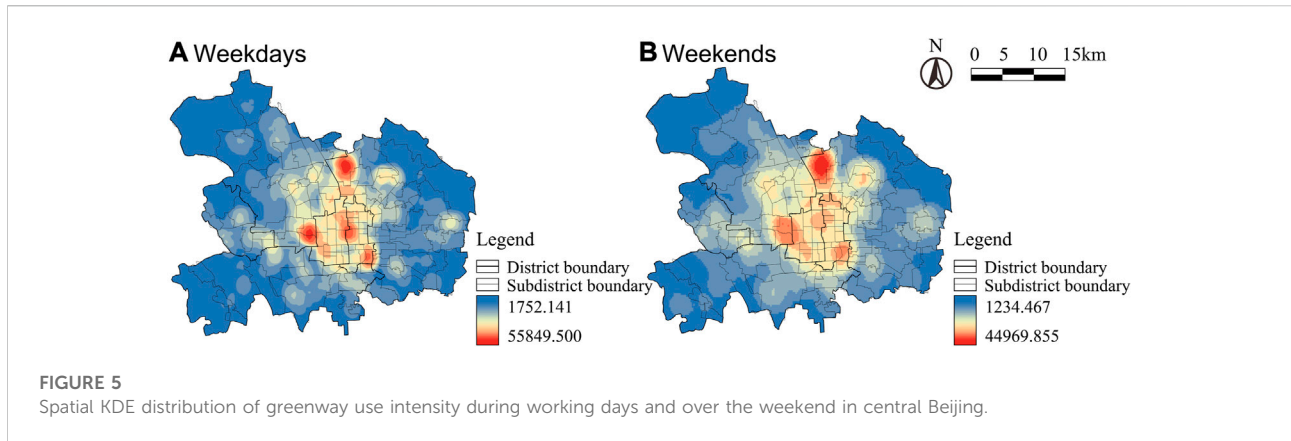 A Weekdays
B Weekends
N
0 5 10 15km
Legend
District boundary
Subdistrict boundary
1752.141
55849.500
Legend
District boundary
Subdistrict boundary
1234.467
44969.855
FIGURE 5
Spatial KDE distribution of greenway use intensity during working days and over the weekend in central Beijing.